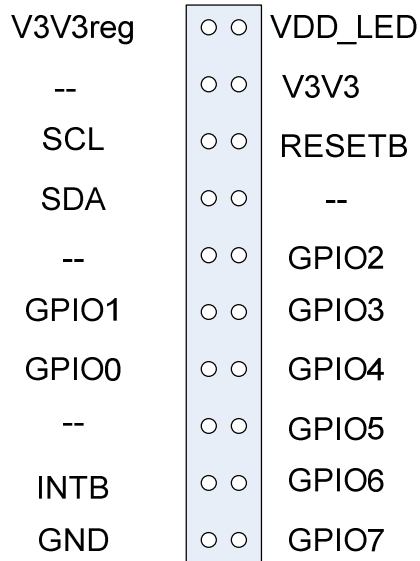 V3V3reg VDD_LED
-- V3V3
SCL RESETB
SDA --
-- GPIO2
GPIO1 GPIO3
GPIO0 GPIO4
-- GPIO5
INTB GPIO6
GND GPIO7